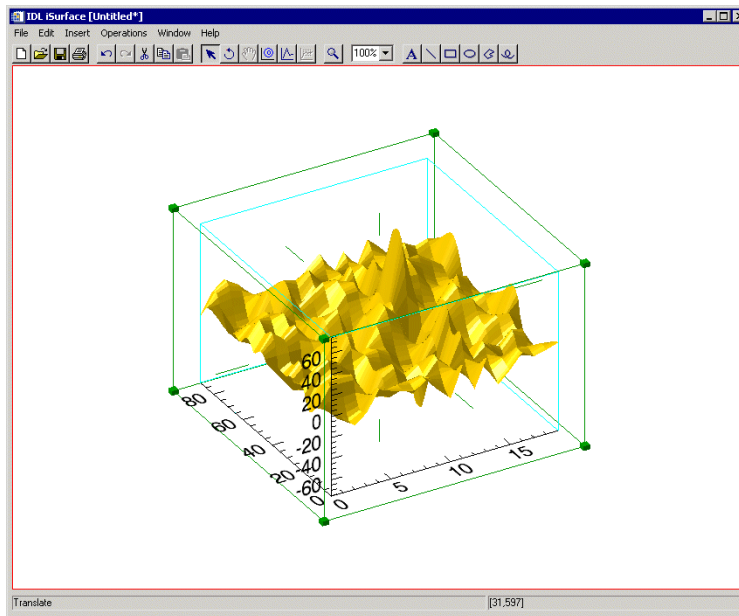 IDL iSurface [Untitled*]
File Edit Insert Operations Window Help
100% A
60
40
20
0
-20
-40
-60
80 60 40 20 0
0 5 10 15
Translate [31,597]